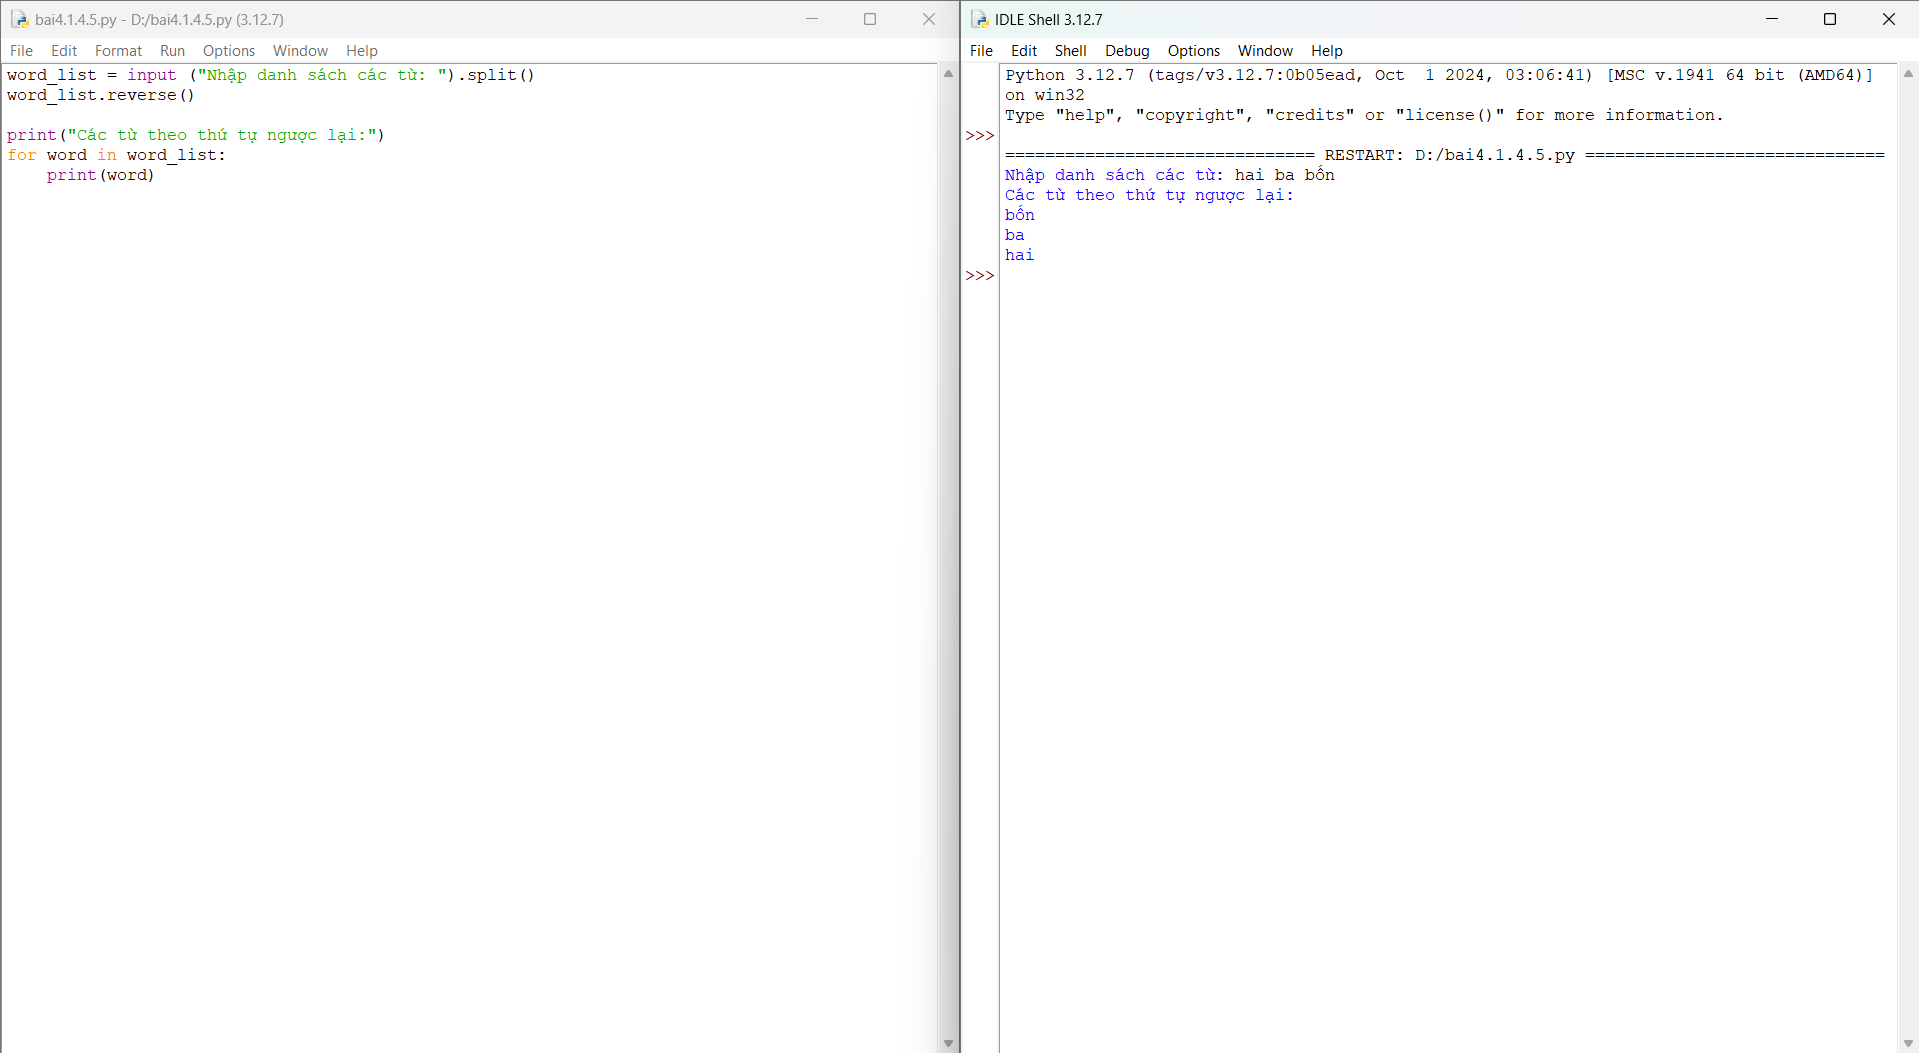 bai4.1.4.5.py - D:/bai4.1.4.5.py (3.12.7)
File Edit Format Run Options Window Help
word_list = input ("Nhập danh sách các từ: ").split()
word_list.reverse()
print("Các từ theo thứ tự ngược lại:")
for word in word_list:
    print(word)
IDLE Shell 3.12.7
File Edit Shell Debug Options Window Help
Python 3.12.7 (tags/v3.12.7:0b05ead, Oct  1 2024, 03:06:41) [MSC v.1941 64 bit (AMD64)]
on win32
Type "help", "copyright", "credits" or "license()" for more information.
>>>
=============================== RESTART: D:/bai4.1.4.5.py ==============================
Nhập danh sách các từ: hai ba bốn
Các từ theo thứ tự ngược lại:
bốn
ba
hai
>>>